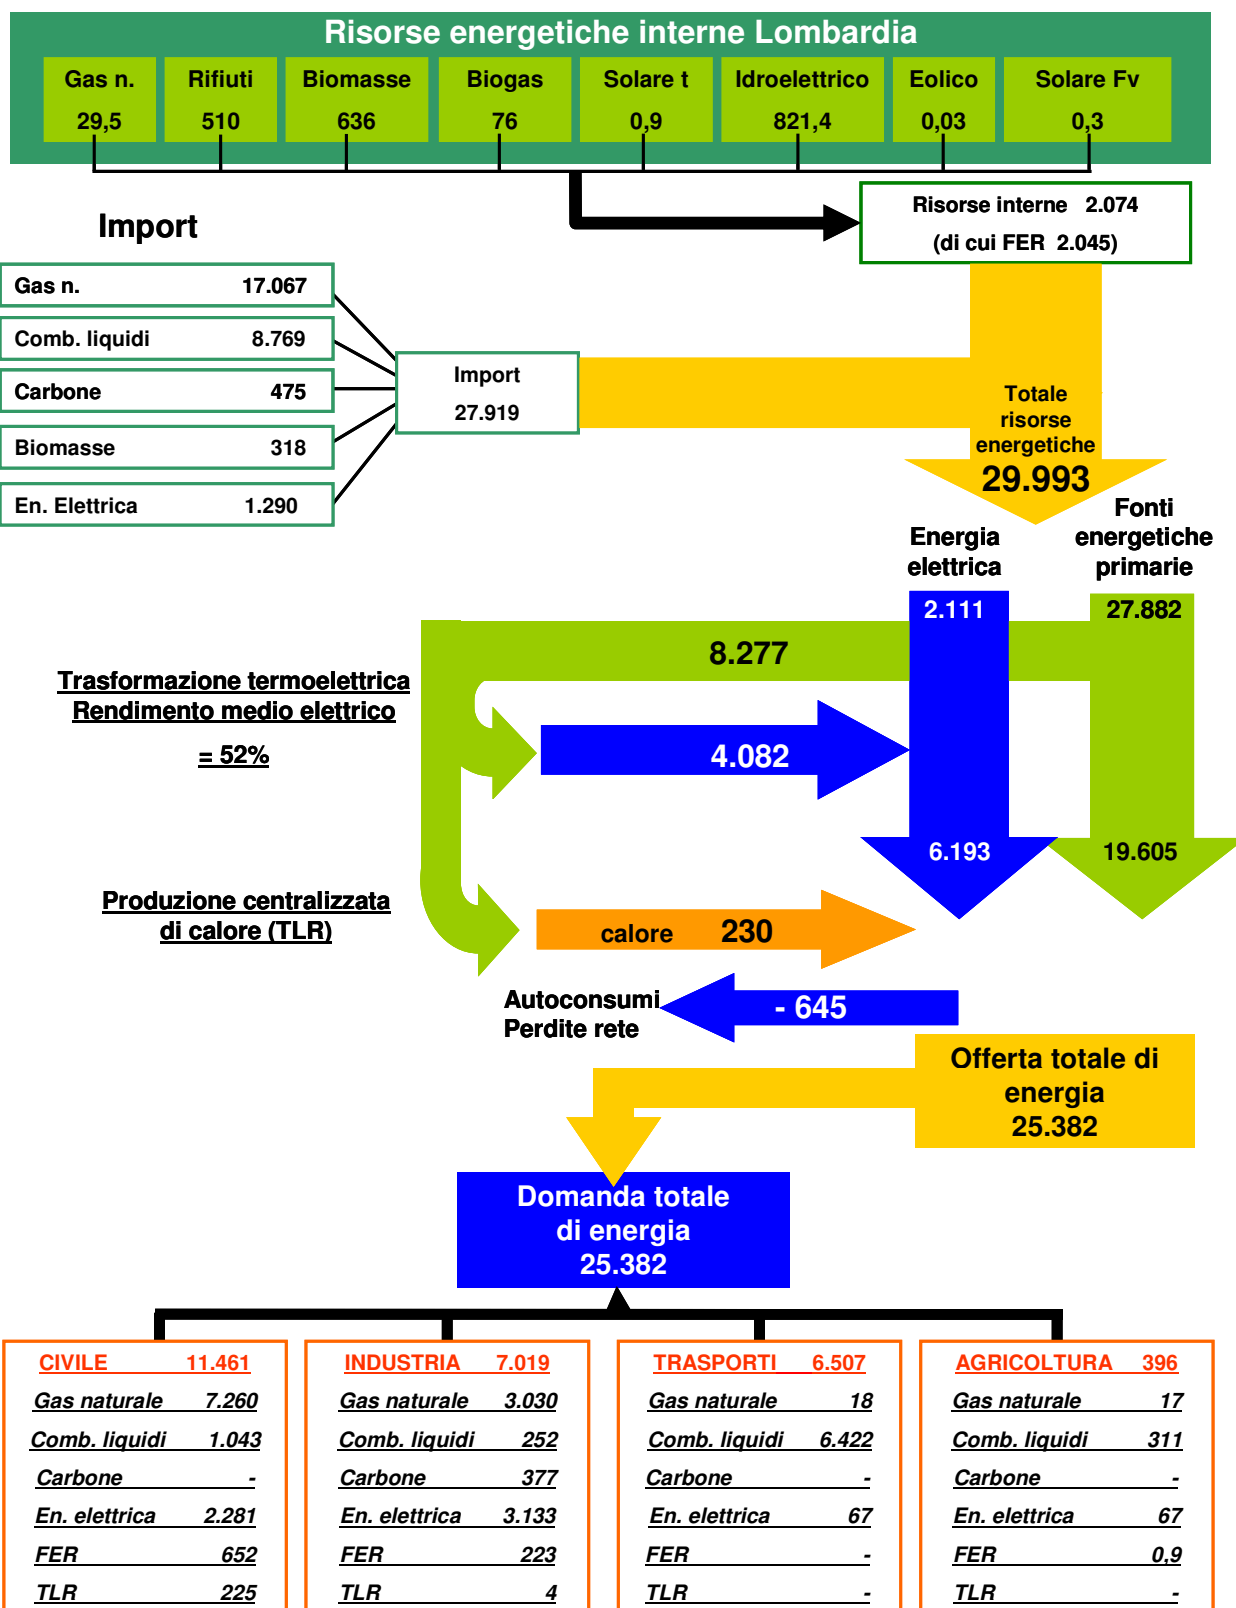 Risorse energetiche interne Lombardia
Gas n. Rifiuti Biomasse Biogas Solare t Idroelettrico Eolico Solare Fv
29,5 510 636 76 0,9 821,4 0,03 0,3
Risorse interne 2.074
(di cui FER 2.045)
Import
Gas n. 17.067
Comb. liquidi 8.769
Carbone 475
Biomasse 318
En. Elettrica 1.290
Import
27.919
Totale
risorse
energetiche
29.993
Energia
elettrica
Fonti
energetiche
primarie
2.111
27.882
8.277
Trasformazione termoelettrica
Rendimento medio elettrico
= 52%
4.082
6.193
19.605
Produzione centralizzata
di calore (TLR)
calore 230
Autoconsumi
Perdite rete
- 645
Offerta totale di
energia
25.382
Domanda totale
di energia
25.382
CIVILE 11.461
Gas naturale 7.260
Comb. liquidi 1.043
Carbone -
En. elettrica 2.281
FER 652
TLR 225
INDUSTRIA 7.019
Gas naturale 3.030
Comb. liquidi 252
Carbone 377
En. elettrica 3.133
FER 223
TLR 4
TRASPORTI 6.507
Gas naturale 18
Comb. liquidi 6.422
Carbone -
En. elettrica 67
FER -
TLR -
AGRICOLTURA 396
Gas naturale 17
Comb. liquidi 311
Carbone -
En. elettrica 67
FER 0,9
TLR -